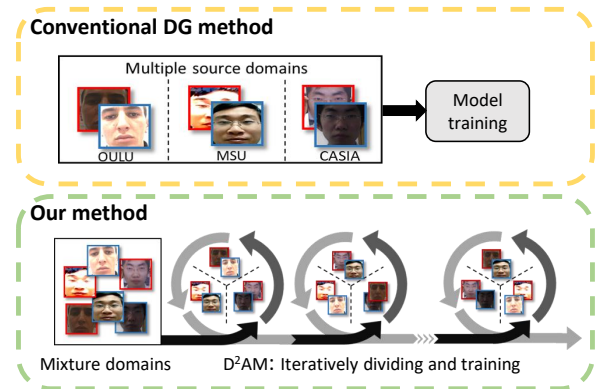 Conventional DG method
Multiple source domains
OULU
MSU
CASIA
Model
training
Our method
Mixture domains
D²AM: Iteratively dividing and training